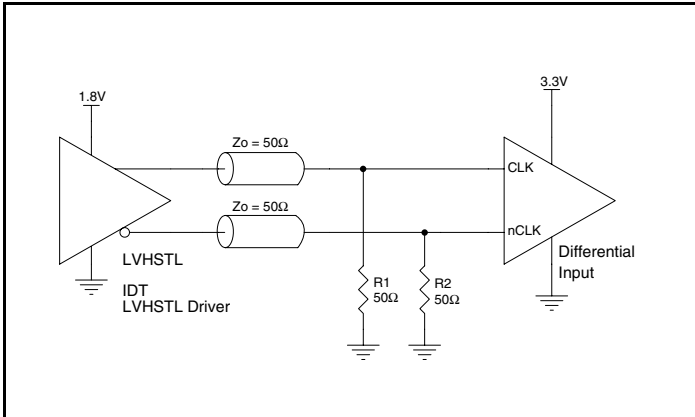 1.8V
3.3V
Zo = 50Ω
CLK
Zo = 50Ω
nCLK
LVHSTL
IDT
LVHSTL Driver
R1
50Ω
R2
50Ω
Differential
Input